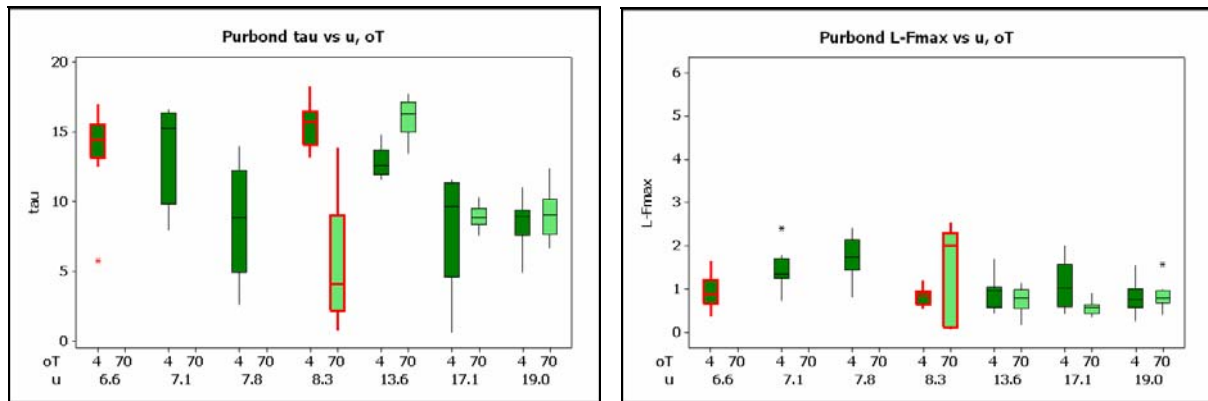 Purbond tau vs u, oT
20
15
10
5
0
tau
oT 4 70 4 70 4 70 4 70 4 70 4 70 4 70
u 6.6 7.1 7.8 8.3 13.6 17.1 19.0
Purbond L-Fmax vs u, oT
6
5
4
3
2
1
0
L-Fmax
oT 4 70 4 70 4 70 4 70 4 70 4 70 4 70
u 6.6 7.1 7.8 8.3 13.6 17.1 19.0